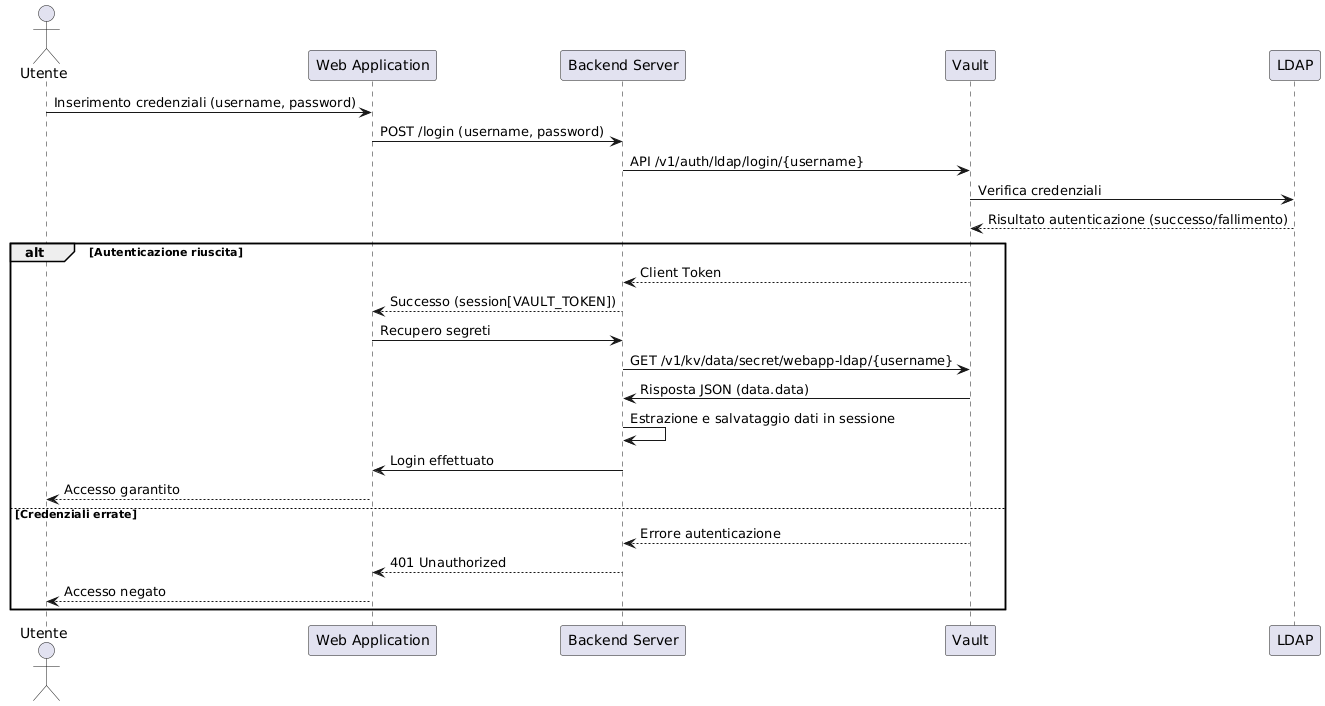 Utente
Web Application
Backend Server
Vault
LDAP
Inserimento credenziali (username, password)
POST /login (username, password)
API /v1/auth/ldap/login/{username}
Verifica credenziali
Risultato autenticazione (successo/fallimento)
alt
[Autenticazione riuscita]
Client Token
Successo (session[VAULT_TOKEN])
Recupero segreti
GET /v1/kv/data/secret/webapp-ldap/{username}
Risposta JSON (data.data)
Estrazione e salvataggio dati in sessione
Login effettuato
Accesso garantito
[Credenziali errate]
Errore autenticazione
401 Unauthorized
Accesso negato
Utente
Web Application
Backend Server
Vault
LDAP